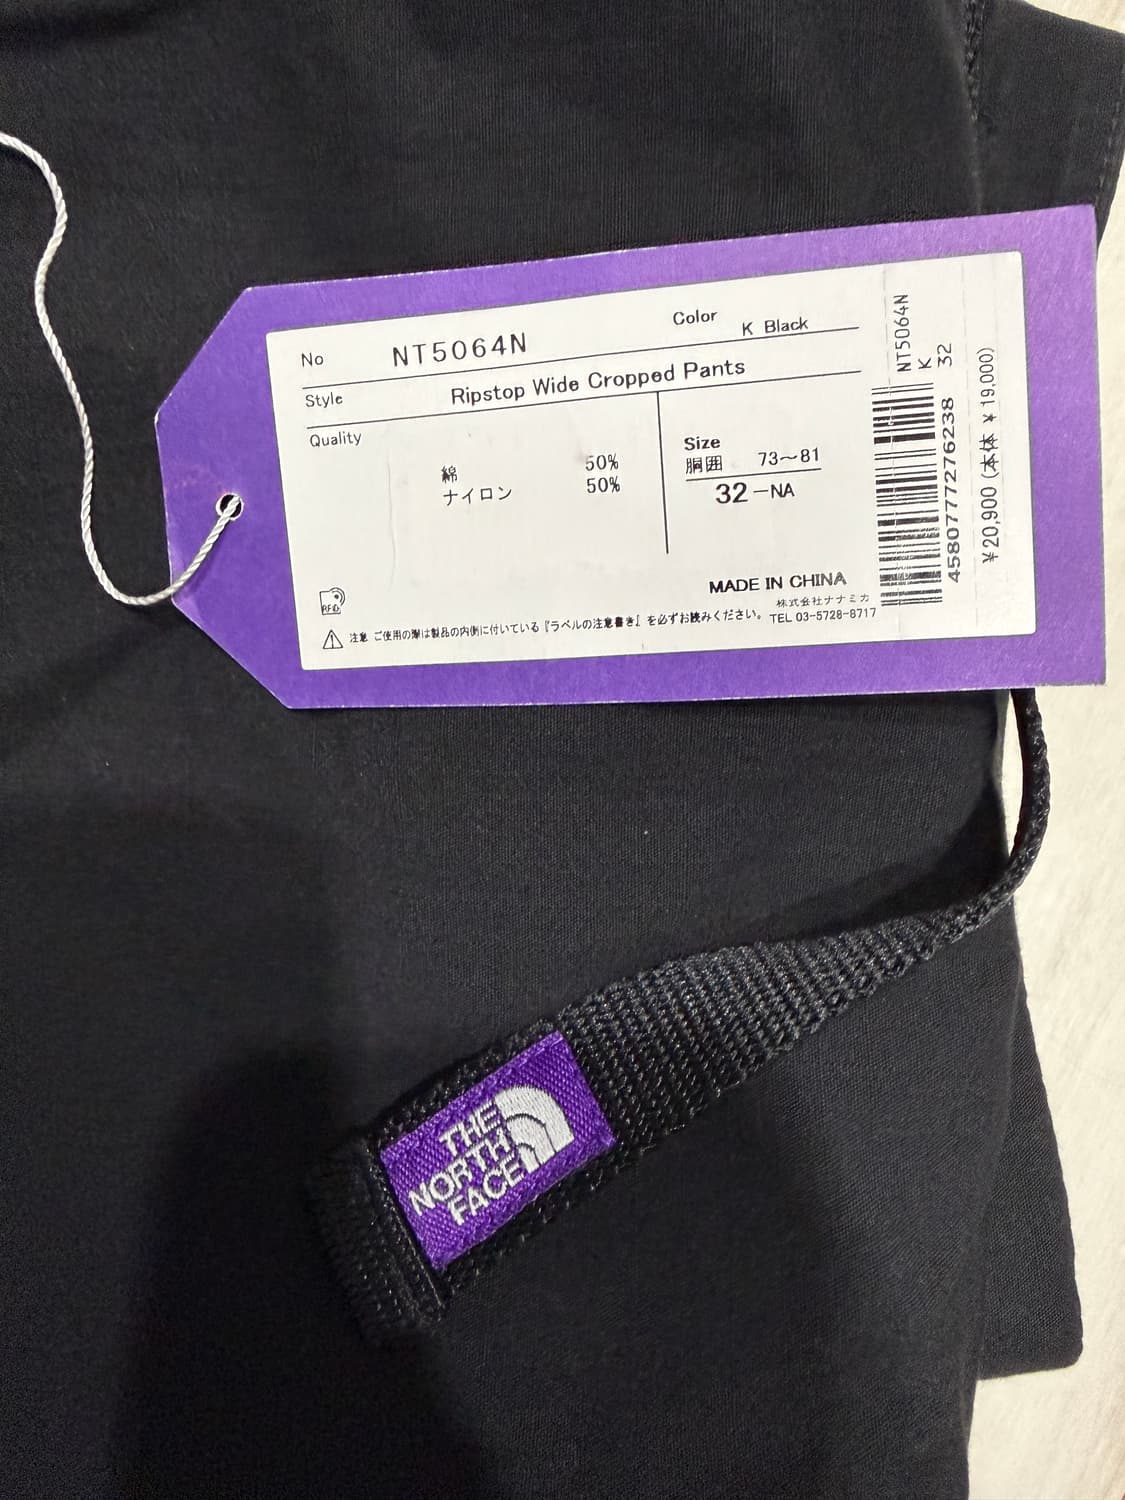 No NT5064N Color K Black
Style Ripstop Wide Cropped Pants
Quality
綿 50%
ナイロン 50%
Size
胴囲 73～81
32-NA
MADE IN CHINA
株式会社ナナミカ
TEL 03-5728-8717
RFID
注意 ご使用の際は製品の内側に付いている『ラベルの注意書き』を必ずお読みください。
NT5064N
K
32
4580777276238
¥20,900 (本体 ¥19,000)
THE
NORTH
FACE